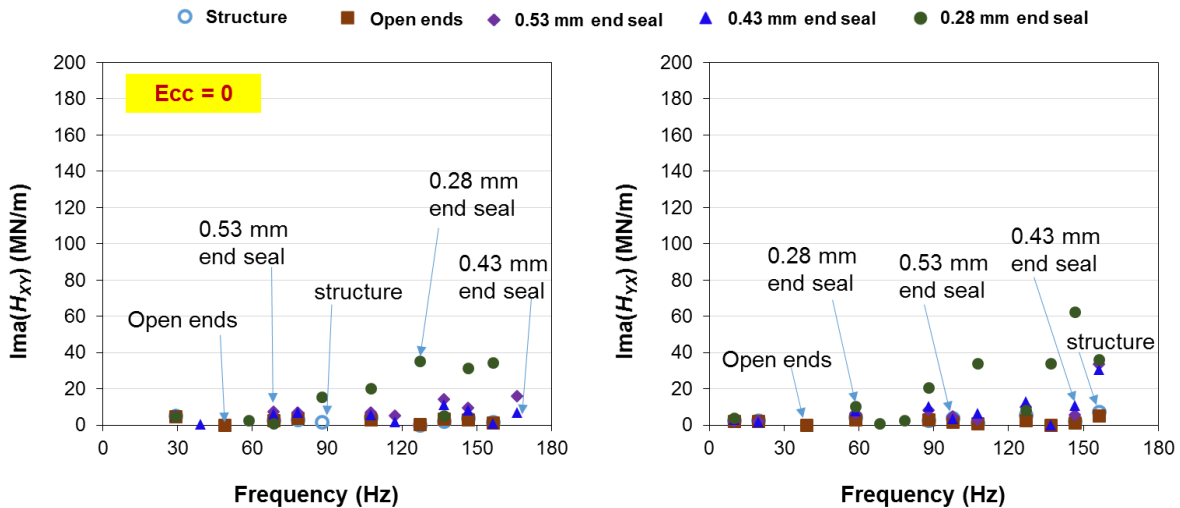 Structure Open ends 0.53 mm end seal 0.43 mm end seal 0.28 mm end seal
Ecc = 0
Ima(HXY) (MN/m)
200
180
160
140
120
100
80
60
40
20
0
0 30 60 90 120 150 180
Frequency (Hz)
Open ends
0.53 mm
end seal
structure
0.28 mm
end seal
0.43 mm
end seal
Ima(HYX) (MN/m)
200
180
160
140
120
100
80
60
40
20
0
0 30 60 90 120 150 180
Frequency (Hz)
Open ends
0.28 mm
end seal
0.53 mm
end seal
0.43 mm
end seal
structure